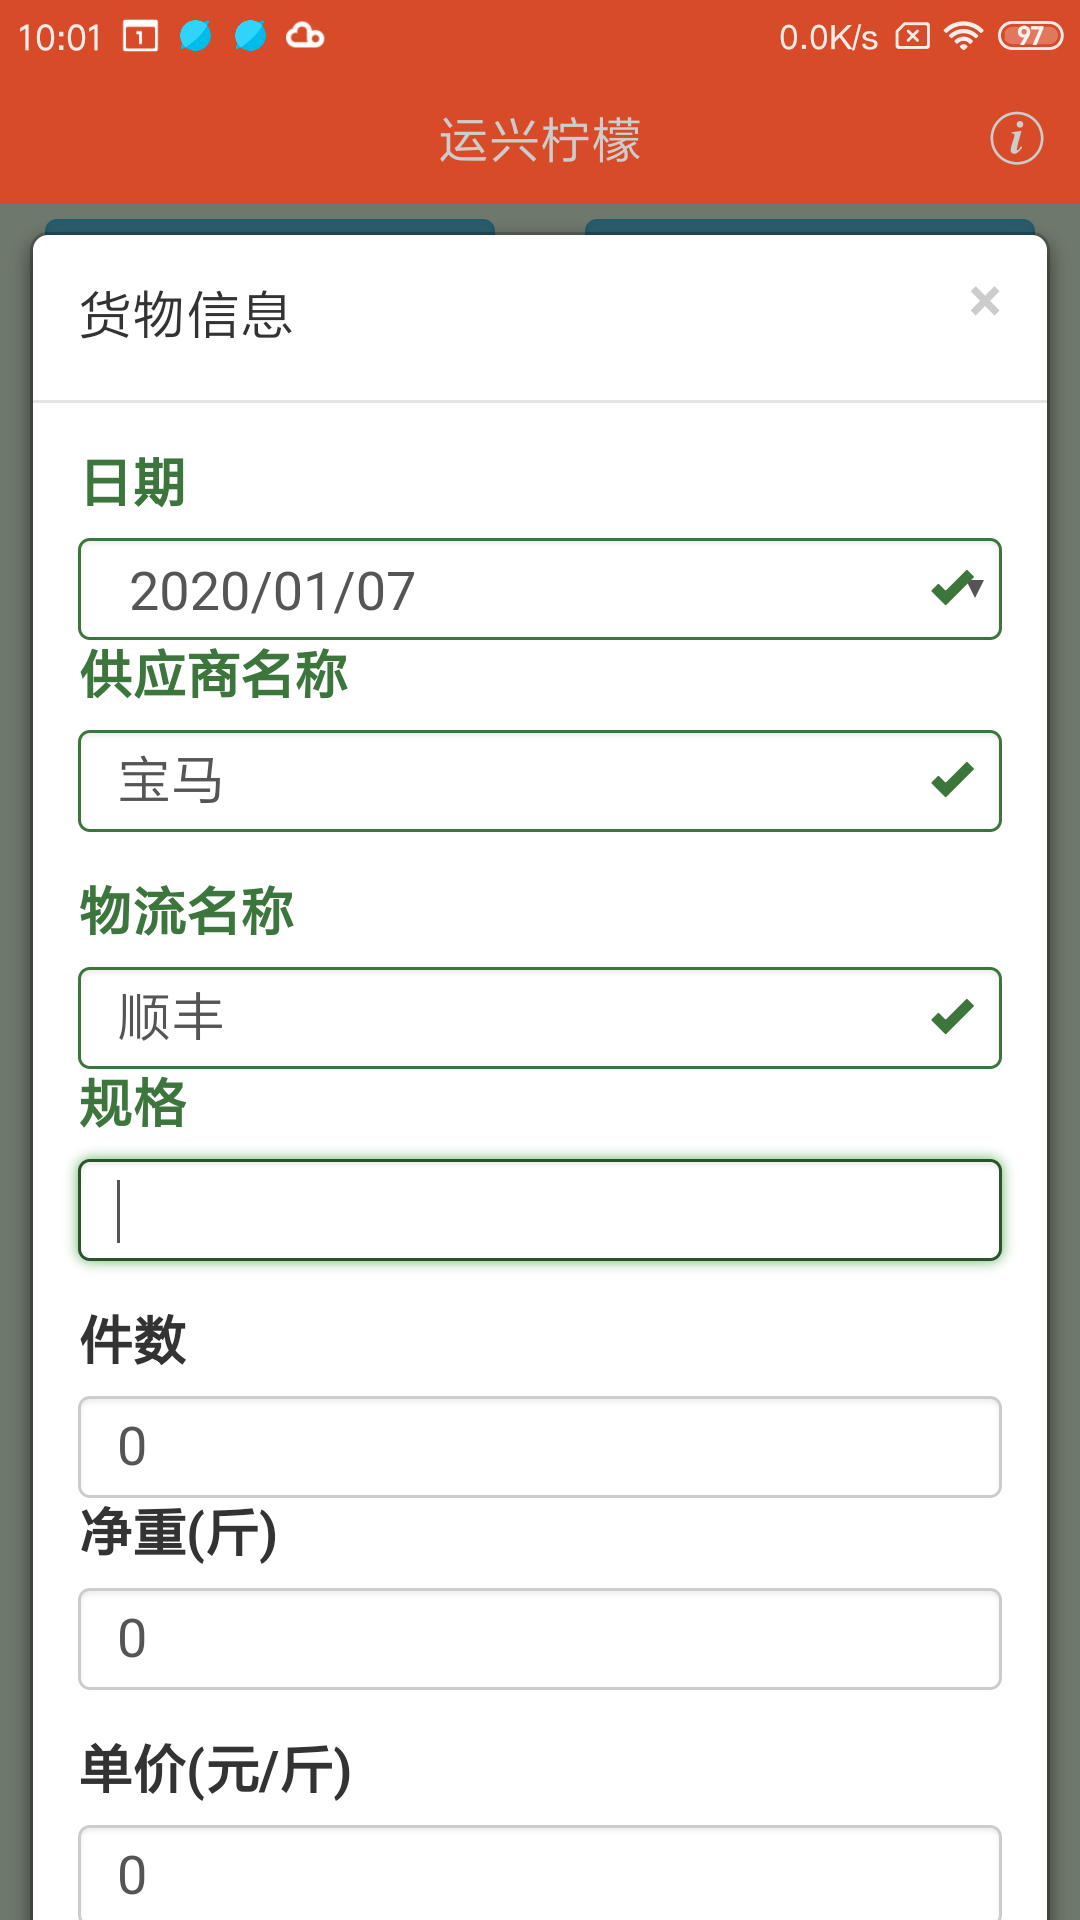 10:01 1 0.0K/s 97
运兴柠檬 i
货物信息 ×
日期
2020/01/07
供应商名称
宝马
物流名称
顺丰
规格
件数
0
净重(斤)
0
单价(元/斤)
0